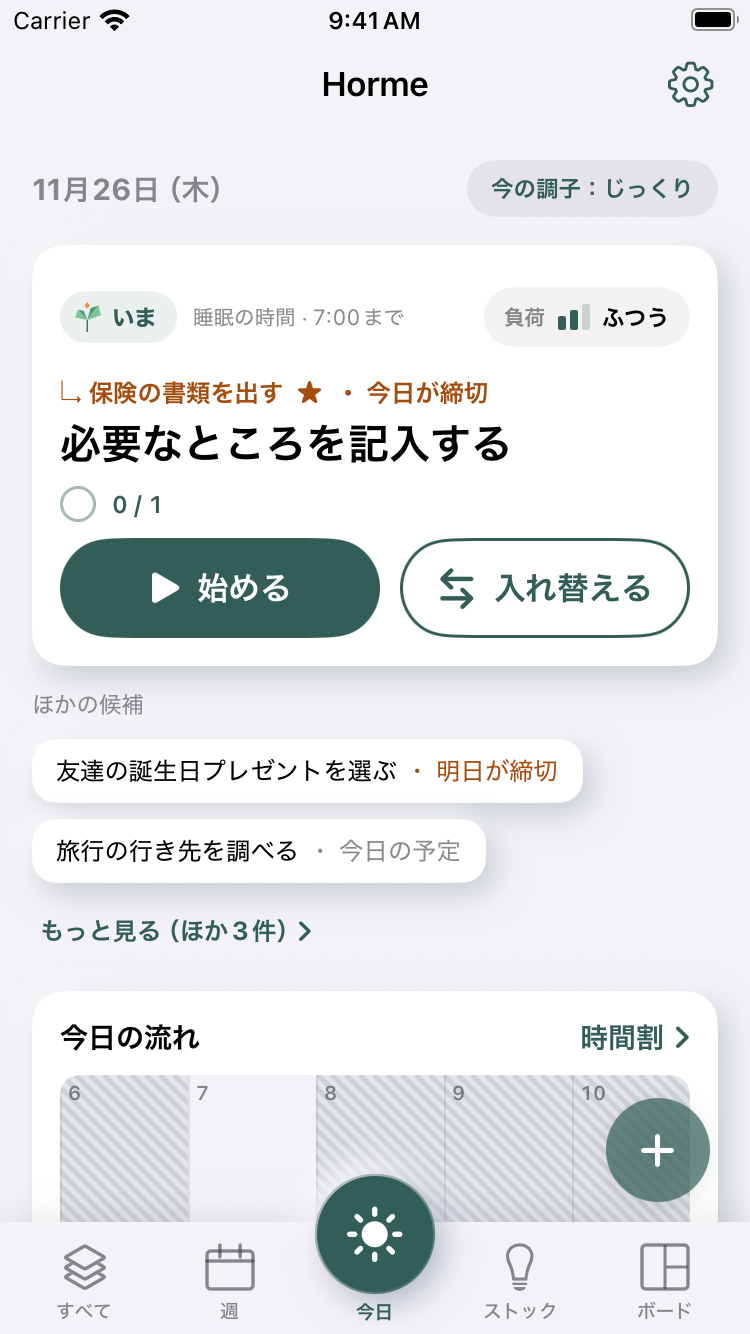 Carrier 9:41 AM
Horme
11月26日（木） 今の調子：じっくり
いま 睡眠の時間 · 7:00 まで 負荷 ふつう
保険の書類を出す ★ ・ 今日が締切
必要なところを記入する
0 / 1
始める 入れ替える
ほかの候補
友達の誕生日プレゼントを選ぶ ・ 明日が締切
旅行の行き先を調べる ・ 今日の予定
もっと見る（ほか 3 件）
今日の流れ 時間割
6 7 8 9 10
すべて 週 今日 ストック ボード